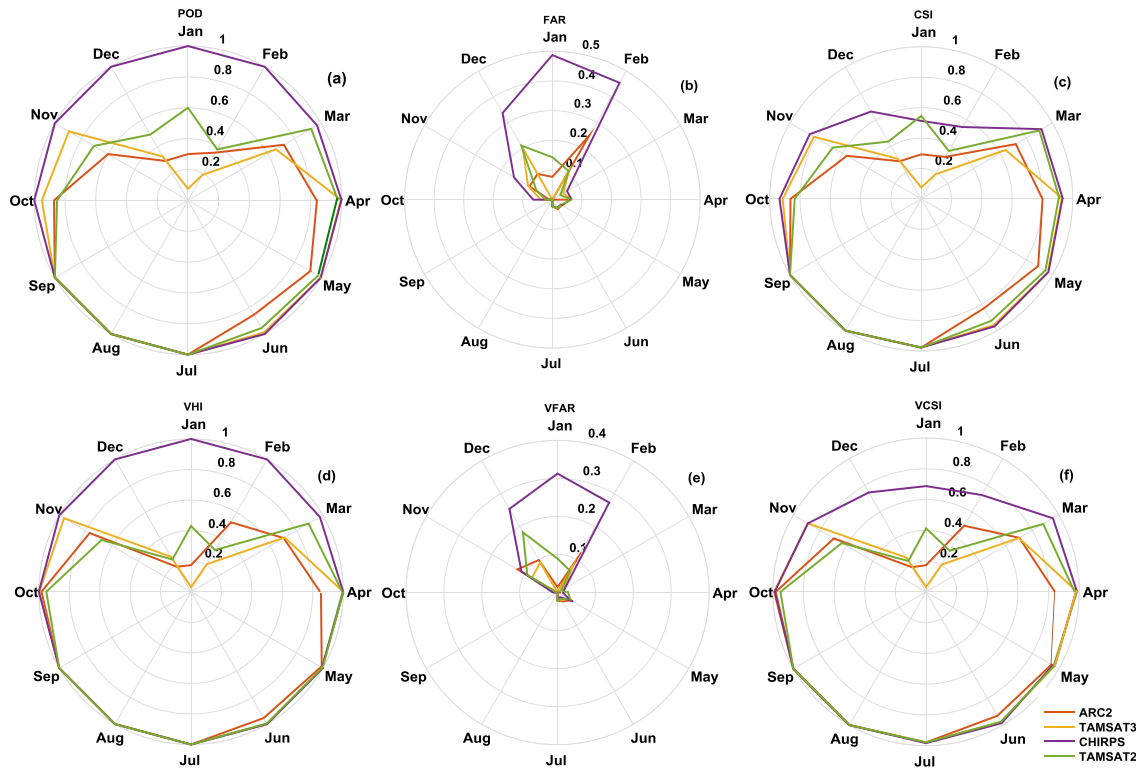 POD
Jan
1
Feb
0.8
0.6
0.4
0.2
Mar
Apr
May
Jun
Jul
Aug
Sep
Oct
Nov
Dec
(a)
FAR
Jan
0.5
Feb
0.4
0.3
0.2
0.1
Mar
Apr
May
Jun
Jul
Aug
Sep
Oct
Nov
Dec
(b)
CSI
Jan
1
Feb
0.8
0.6
0.4
0.2
Mar
Apr
May
Jun
Jul
Aug
Sep
Oct
Nov
Dec
(c)
VHI
Jan
1
Feb
0.8
0.6
0.4
0.2
Mar
Apr
May
Jun
Jul
Aug
Sep
Oct
Nov
Dec
(d)
VFAR
Jan
0.4
Feb
0.3
0.2
0.1
Mar
Apr
May
Jun
Jul
Aug
Sep
Oct
Nov
Dec
(e)
VCSI
Jan
1
Feb
0.8
0.6
0.4
0.2
Mar
Apr
May
Jun
Jul
Aug
Sep
Oct
Nov
Dec
(f)
ARC2
TAMSAT3
CHIRPS
TAMSAT2